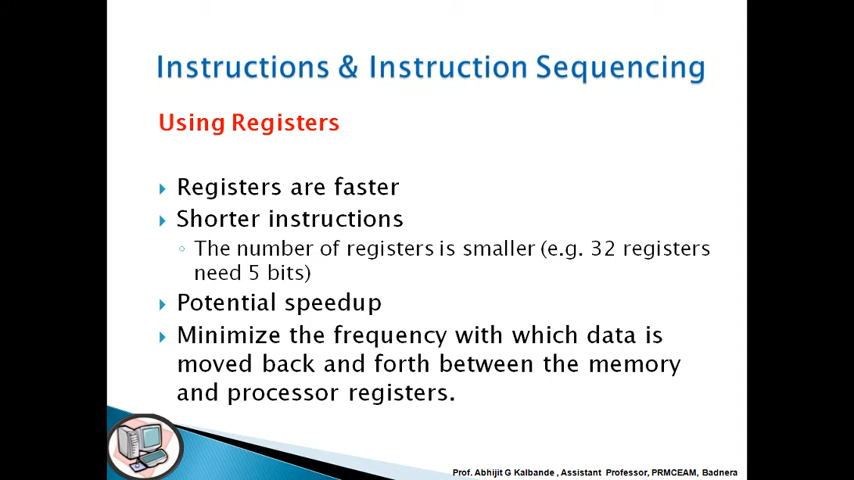 Instructions & Instruction Sequencing
Using Registers
Registers are faster
Shorter instructions
The number of registers is smaller (e.g. 32 registers
need 5 bits)
Potential speedup
Minimize the frequency with which data is
moved back and forth between the memory
and processor registers.
Prof. Abhijit G Kalbande , Assistant Professor, PRMCEAM, Badnera